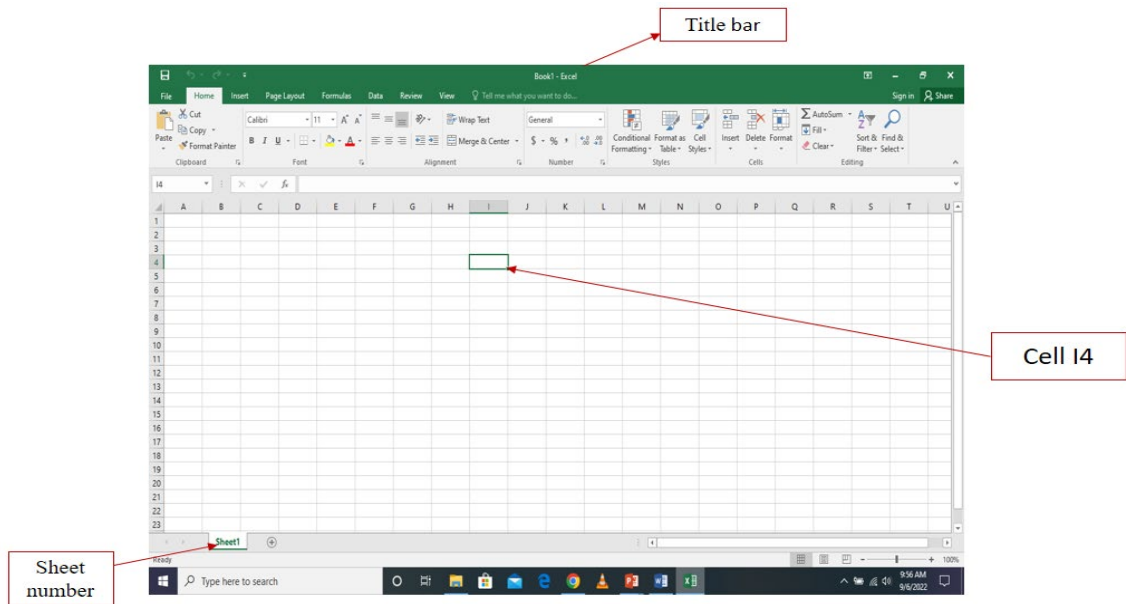 Title bar
Book1 - Excel
File Home Insert Page Layout Formulas Data Review View Tell me what you want to do... Sign in Share
Cut
Copy
Format Painter
Paste
Calibri 11
B I U
Wrap Text
Merge & Center
General
$ % ,
Conditional Formatting
Format as Table
Cell Styles
Insert Delete Format
AutoSum
Fill
Clear
Sort & Filter
Find & Select
Clipboard Font Alignment Number Styles Cells Editing
I4 fx
A B C D E F G H I J K L M N O P Q R S T U
1
2
3
4
5
6
7
8
9
10
11
12
13
14
15
16
17
18
19
20
21
22
23
Cell I4
Sheet1
Ready 100%
Sheet
number
Type here to search
9:56 AM
9/6/2022